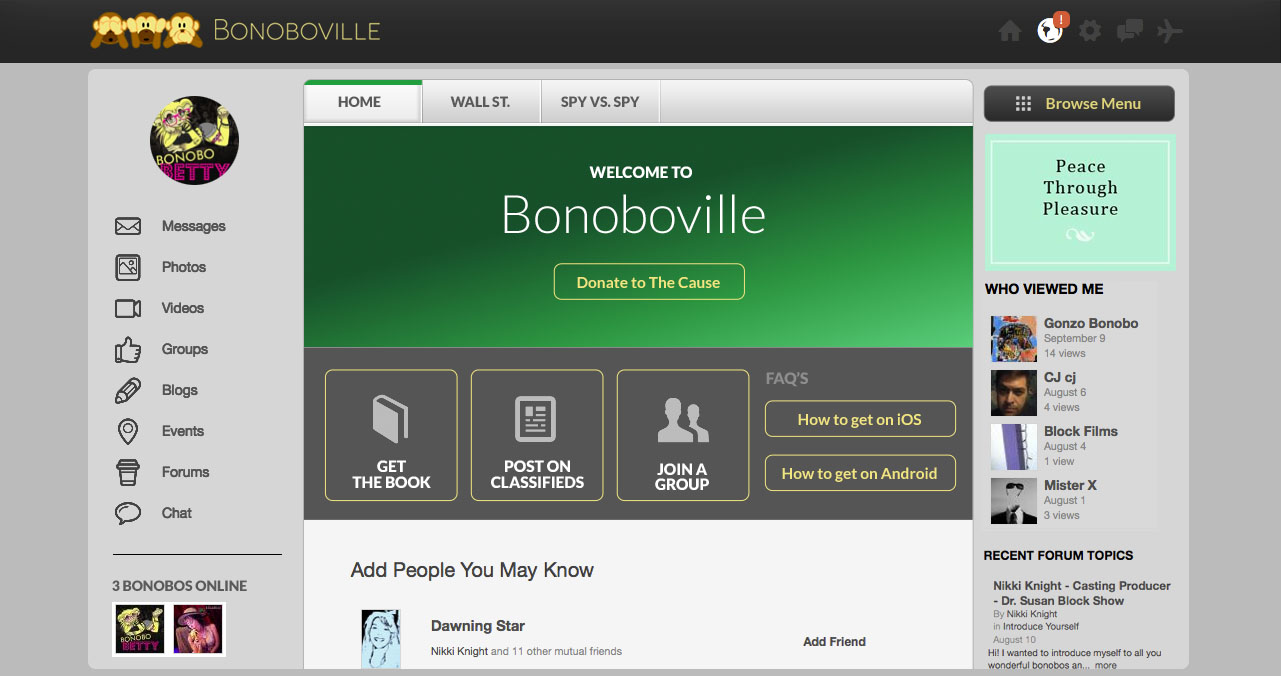 BONOBOVILLE
!
BONOBO
BETTY
Messages
Photos
Videos
Groups
Blogs
Events
Forums
Chat
3 BONOBOS ONLINE
BONOBO
BETTY
HOME
WALL ST.
SPY VS. SPY
WELCOME TO
Bonoboville
Donate to The Cause
GET
THE BOOK
POST ON
CLASSIFIEDS
JOIN A
GROUP
FAQ'S
How to get on iOS
How to get on Android
Add People You May Know
Dawning Star
Nikki Knight and 11 other mutual friends
Add Friend
Browse Menu
Peace
Through
Pleasure
WHO VIEWED ME
Gonzo Bonobo
September 9
14 views
CJ cj
August 6
4 views
Block Films
August 4
1 view
Mister X
August 1
3 views
RECENT FORUM TOPICS
Nikki Knight - Casting Producer
- Dr. Susan Block Show
By Nikki Knight
in Introduce Yourself
August 10
Hi! I wanted to introduce myself to all you
wonderful bonobos an... more